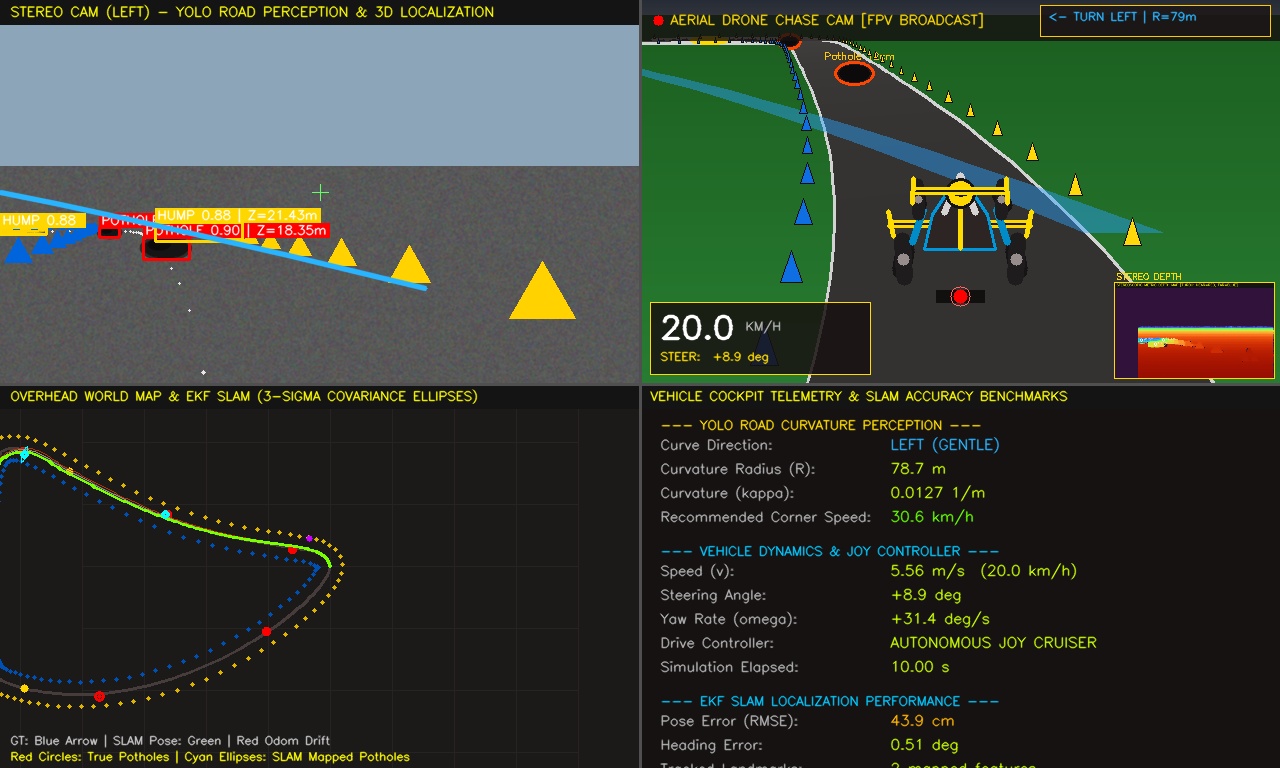 STEREO CAM (LEFT) - YOLO ROAD PERCEPTION & 3D LOCALIZATION
HUMP 0.88
POTHOLE
HUMP 0.88 | Z=21.43m
POTHOLE 0.90 | Z=18.35m
AERIAL DRONE CHASE CAM [FPV BROADCAST]
<- TURN LEFT | R=79m
Pothole
20.0 KM/H
STEER: +8.9 deg
STEREO DEPTH
OVERHEAD WORLD MAP & EKF SLAM (3-SIGMA COVARIANCE ELLIPSES)
GT: Blue Arrow | SLAM Pose: Green | Red Odom Drift
Red Circles: True Potholes | Cyan Ellipses: SLAM Mapped Potholes
VEHICLE COCKPIT TELEMETRY & SLAM ACCURACY BENCHMARKS
--- YOLO ROAD CURVATURE PERCEPTION ---
Curve Direction: LEFT (GENTLE)
Curvature Radius (R): 78.7 m
Curvature (kappa): 0.0127 1/m
Recommended Corner Speed: 30.6 km/h
--- VEHICLE DYNAMICS & JOY CONTROLLER ---
Speed (v): 5.56 m/s (20.0 km/h)
Steering Angle: +8.9 deg
Yaw Rate (omega): +31.4 deg/s
Drive Controller: AUTONOMOUS JOY CRUISER
Simulation Elapsed: 10.00 s
--- EKF SLAM LOCALIZATION PERFORMANCE ---
Pose Error (RMSE): 43.9 cm
Heading Error: 0.51 deg
Tracked Landmarks: 2 mapped features